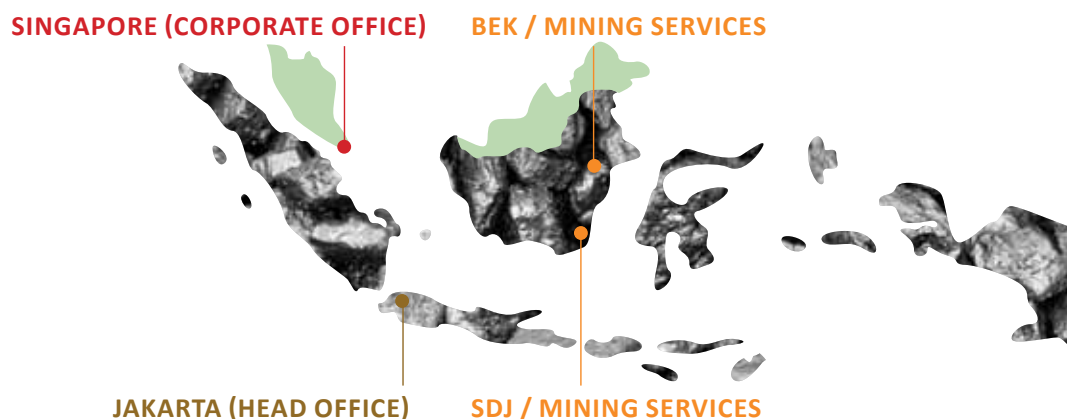 SINGAPORE (CORPORATE OFFICE)
BEK / MINING SERVICES
JAKARTA (HEAD OFFICE)
SDJ / MINING SERVICES